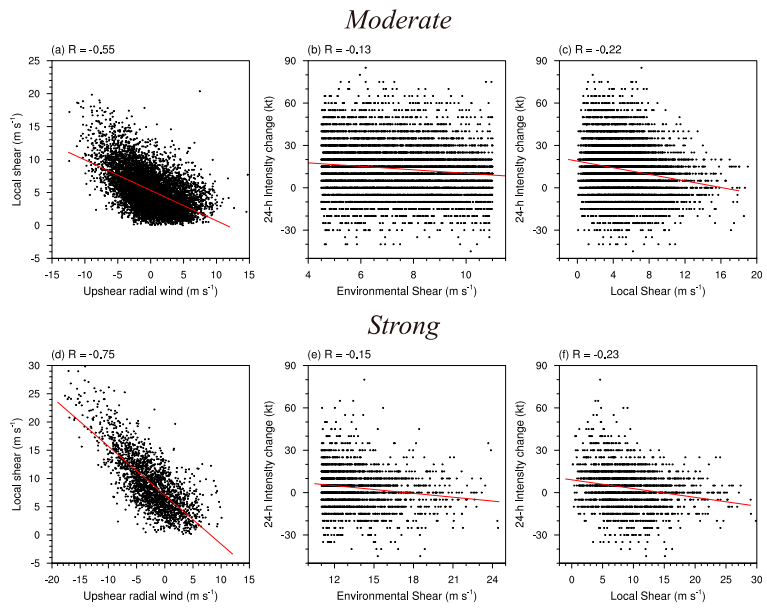 Moderate
(a) R = -0.55
(b) R = -0.13
(c) R = -0.22
Local shear (m s⁻¹)
25
20
15
10
5
0
-5
-15 -10 -5 0 5 10 15
Upshear radial wind (m s⁻¹)
24-h Intensity change (kt)
90
60
30
0
-30
4 6 8 10
Environmental Shear (m s⁻¹)
24-h Intensity change (kt)
90
60
30
0
-30
0 4 8 12 16 20
Local Shear (m s⁻¹)
Strong
(d) R = -0.75
(e) R = -0.15
(f) R = -0.23
Local shear (m s⁻¹)
30
25
20
15
10
5
0
-5
-20 -15 -10 -5 0 5 10 15
Upshear radial wind (m s⁻¹)
24-h Intensity change (kt)
90
60
30
0
-30
12 15 18 21 24
Environmental Shear (m s⁻¹)
24-h Intensity change (kt)
90
60
30
0
-30
0 5 10 15 20 25 30
Local Shear (m s⁻¹)